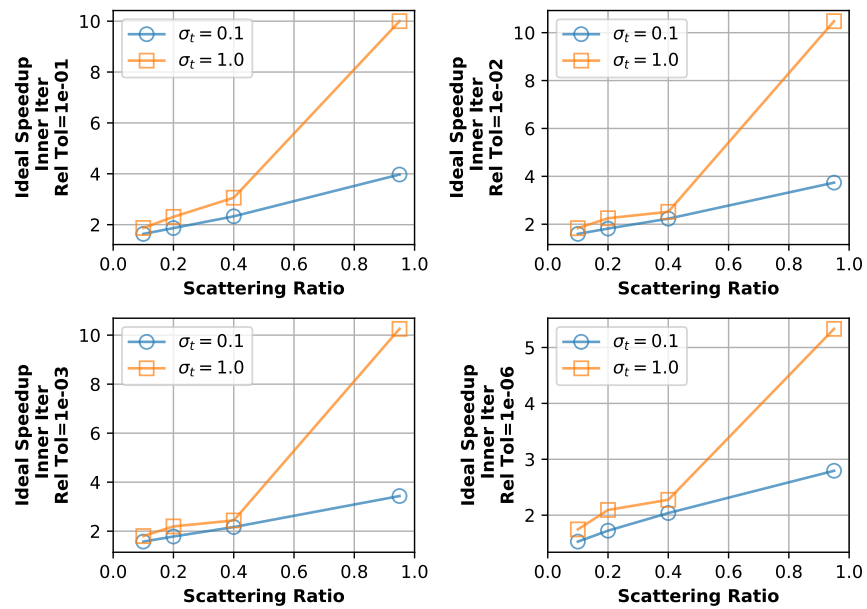 Ideal Speedup
Inner Iter
Rel Tol=1e-01
10
8
6
4
2
σt = 0.1
σt = 1.0
0.0 0.2 0.4 0.6 0.8 1.0
Scattering Ratio
Ideal Speedup
Inner Iter
Rel Tol=1e-02
10
8
6
4
2
σt = 0.1
σt = 1.0
0.0 0.2 0.4 0.6 0.8 1.0
Scattering Ratio
Ideal Speedup
Inner Iter
Rel Tol=1e-03
10
8
6
4
2
σt = 0.1
σt = 1.0
0.0 0.2 0.4 0.6 0.8 1.0
Scattering Ratio
Ideal Speedup
Inner Iter
Rel Tol=1e-06
5
4
3
2
σt = 0.1
σt = 1.0
0.0 0.2 0.4 0.6 0.8 1.0
Scattering Ratio